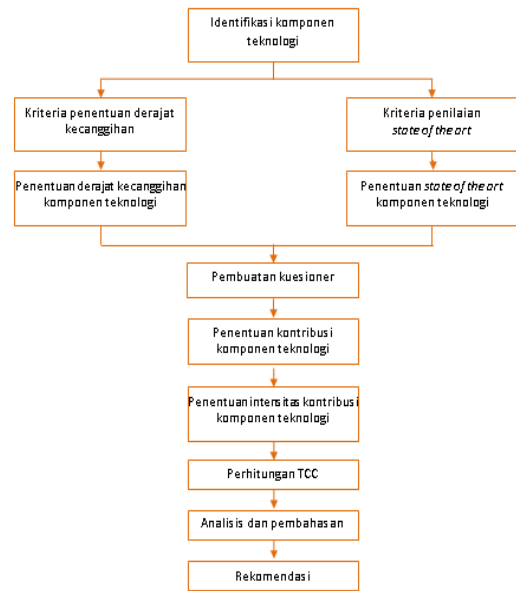 Identifikasi komponen
teknologi
Kriteria penentuan derajat
kecanggihan
Kriteria penilaian
state of the art
Penentuan derajat kecanggihan
komponen teknologi
Penentuan state of the art
komponen teknologi
Pembuatan kuesioner
Penentuan kontribusi
komponen teknologi
Penentuan intensitas kontribusi
komponen teknologi
Perhitungan TCC
Analisis dan pembahasan
Rekomendasi